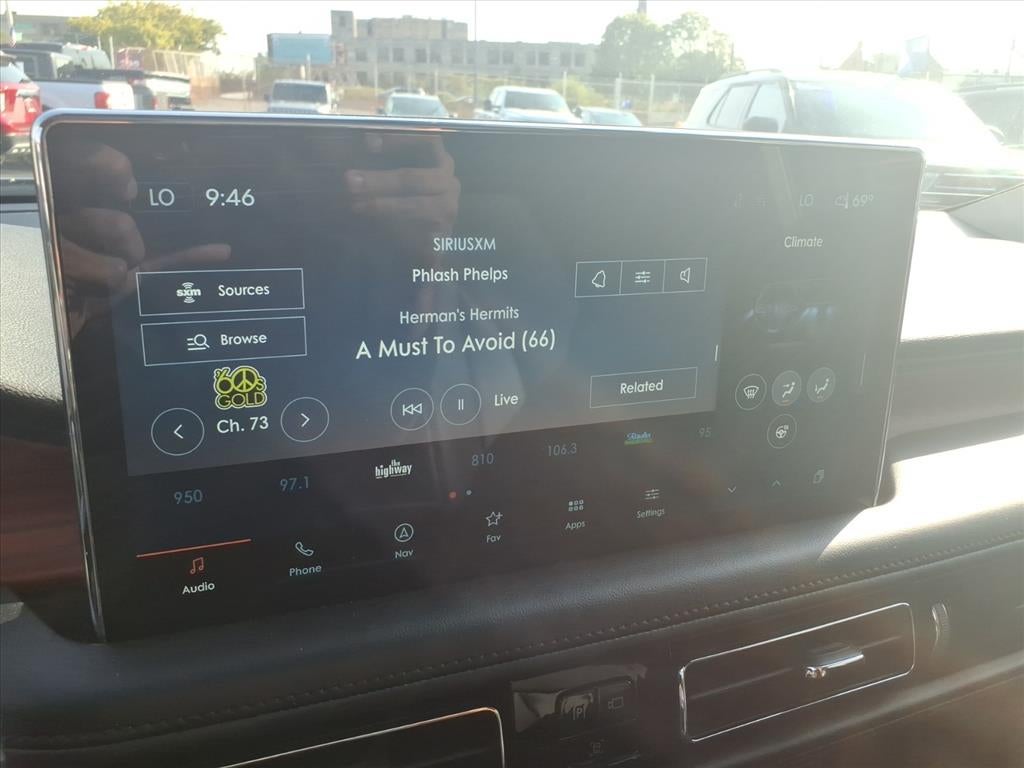 LO 9:46
LO 69°
SIRIUSXM
Climate
Phlash Phelps
sxm Sources
Herman's Hermits
Browse
A Must To Avoid (66)
Related
'60s
GOLD
Ch. 73
Live
the
highway
950
97.1
810
106.3
95
Audio
Phone
Nav
Fav
Apps
Settings
P